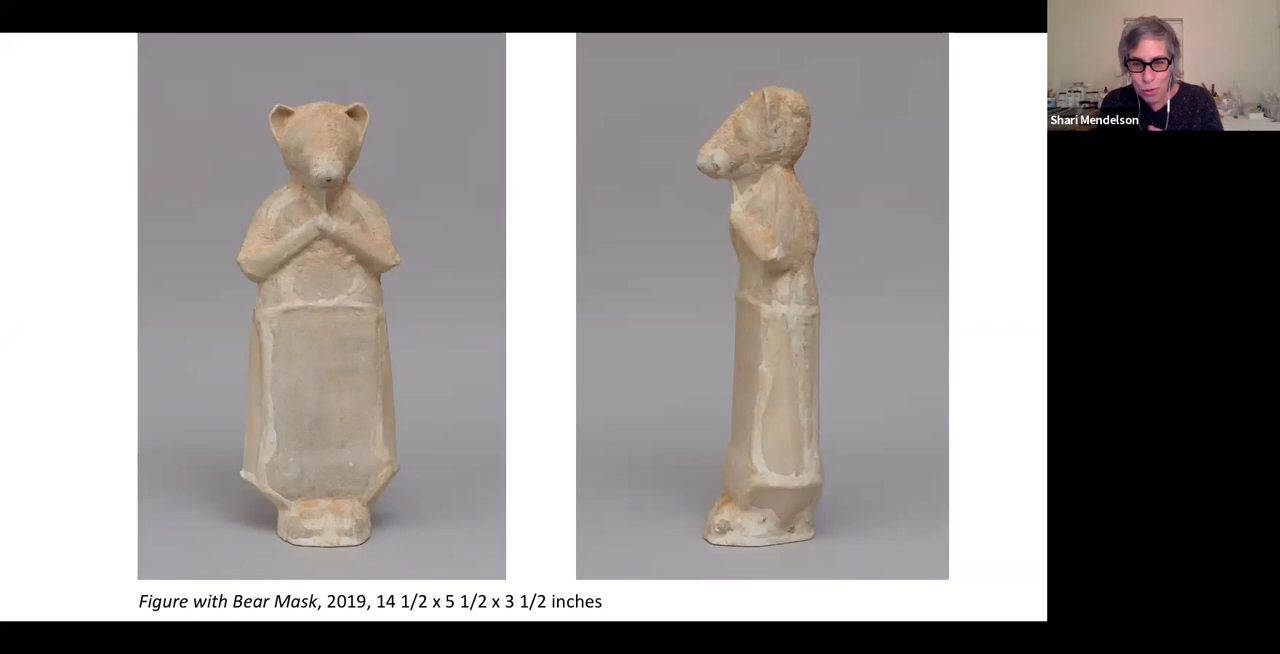 Shari Mendelson
Figure with Bear Mask, 2019, 14 1/2 x 5 1/2 x 3 1/2 inches